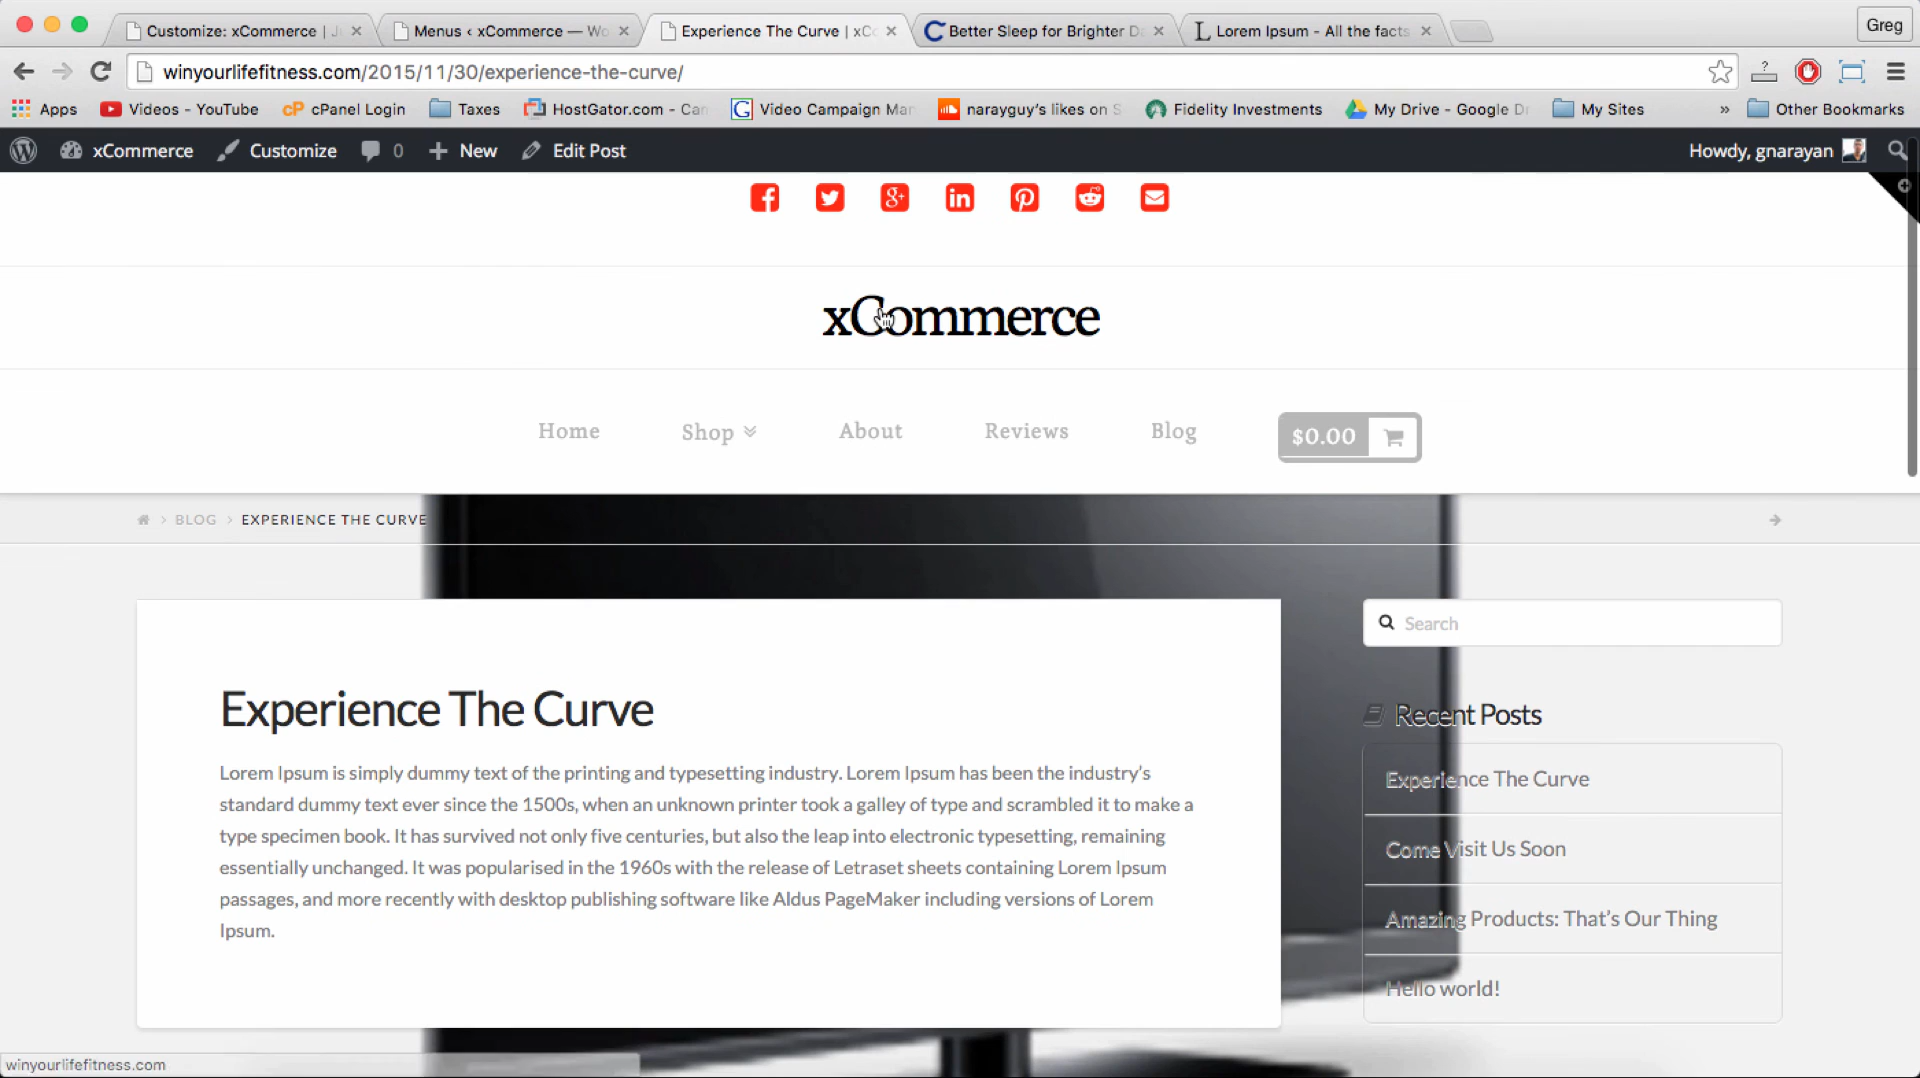 Customize: xCommerce |
Menus ‹ xCommerce — Wo
Experience The Curve | xCo
Better Sleep for Brighter D
Lorem Ipsum - All the facts
Greg
winyourlifefitness.com/2015/11/30/experience-the-curve/
Apps
Videos - YouTube
cP cPanel Login
Taxes
HostGator.com - Can
Video Campaign Man
narayguy's likes on S
Fidelity Investments
My Drive - Google Dr
My Sites
»
Other Bookmarks
xCommerce
Customize
0
New
Edit Post
Howdy, gnarayan
xCommerce
Home
Shop
About
Reviews
Blog
$0.00
BLOG
EXPERIENCE THE CURVE
Search
Experience The Curve
Lorem Ipsum is simply dummy text of the printing and typesetting industry. Lorem Ipsum has been the industry's
standard dummy text ever since the 1500s, when an unknown printer took a galley of type and scrambled it to make a
type specimen book. It has survived not only five centuries, but also the leap into electronic typesetting, remaining
essentially unchanged. It was popularised in the 1960s with the release of Letraset sheets containing Lorem Ipsum
passages, and more recently with desktop publishing software like Aldus PageMaker including versions of Lorem
Ipsum.
Recent Posts
Experience The Curve
Come Visit Us Soon
Amazing Products: That's Our Thing
Hello world!
winyourlifefitness.com